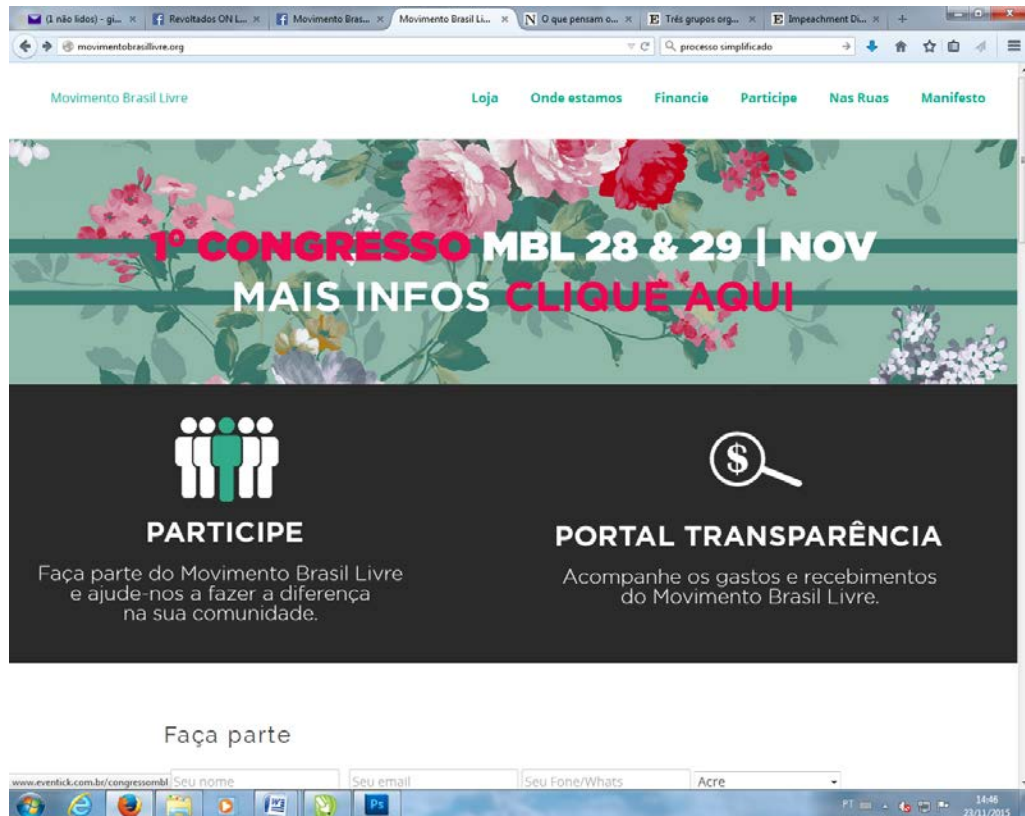 (1 não lidos) - gi...
Revoltados ON L...
Movimento Bras...
Movimento Brasil Li...
O que pensam o...
Três grupos org...
Impeachment Di...
movimentobrasillivre.org
processo simplificado
Movimento Brasil Livre
Loja
Onde estamos
Financie
Participe
Nas Ruas
Manifesto
1º CONGRESSO MBL 28 & 29 | NOV
MAIS INFOS CLIQUE AQUI
$
PARTICIPE
Faça parte do Movimento Brasil Livre
e ajude-nos a fazer a diferença
na sua comunidade.
PORTAL TRANSPARÊNCIA
Acompanhe os gastos e recebimentos
do Movimento Brasil Livre.
Faça parte
www.eventick.com.br/congressombl
Seu nome
Seu email
Seu Fone/Whats
Acre
Ps
PT
14:46
23/11/2015